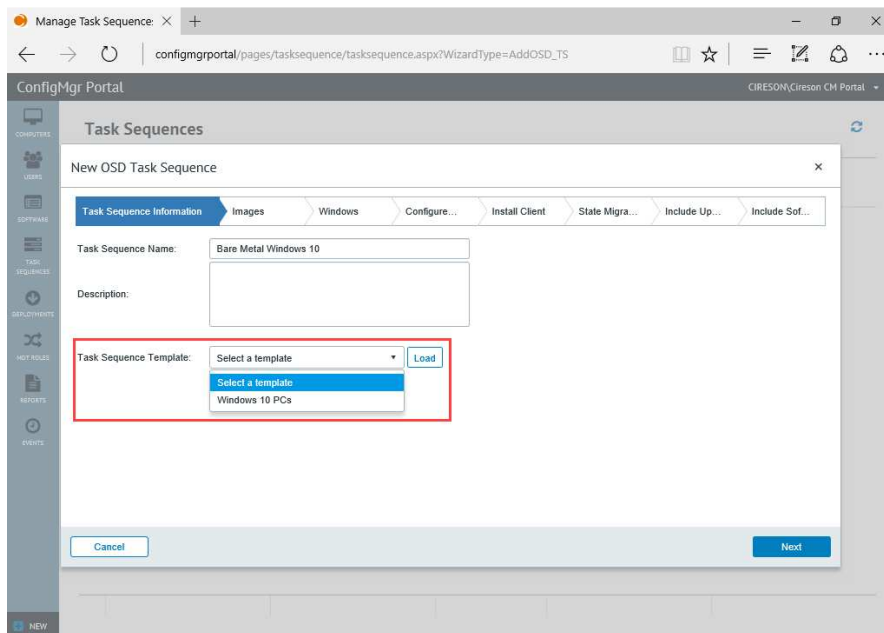 Manage Task Sequence:
configmgrportal/pages/tasksequence/tasksequence.aspx?WizardType=AddOSD_TS
ConfigMgr Portal
CIRESON\Cireson CM Portal
COMPUTERS
Task Sequences
USERS
New OSD Task Sequence
SOFTWARE
Task Sequence Information
Images
Windows
Configure...
Install Client
State Migra...
Include Up...
Include Sof...
TASK SEQUENCES
Task Sequence Name:
Bare Metal Windows 10
Description:
DEPLOYMENTS
MGT ROLES
Task Sequence Template:
Select a template
Load
Select a template
Windows 10 PCs
REPORTS
EVENTS
Cancel
Next
NEW